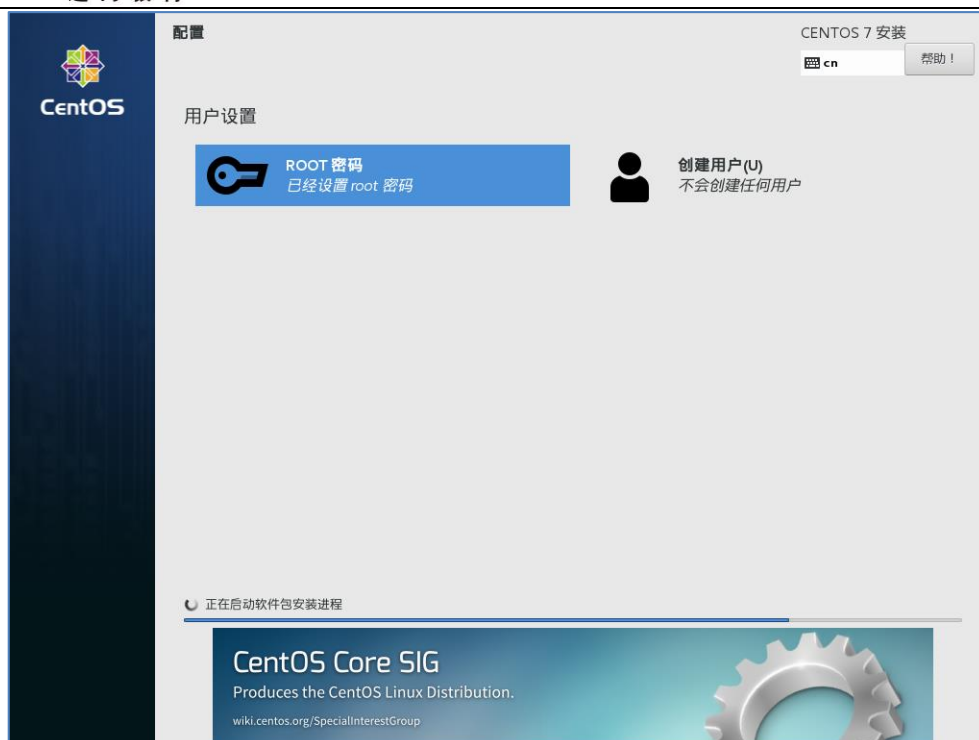 配置
CENTOS 7 安装
cn
帮助！
CentOS
用户设置
ROOT 密码
已经设置 root 密码
创建用户(U)
不会创建任何用户
正在启动软件包安装进程
CentOS Core SIG
Produces the CentOS Linux Distribution.
wiki.centos.org/SpecialInterestGroup